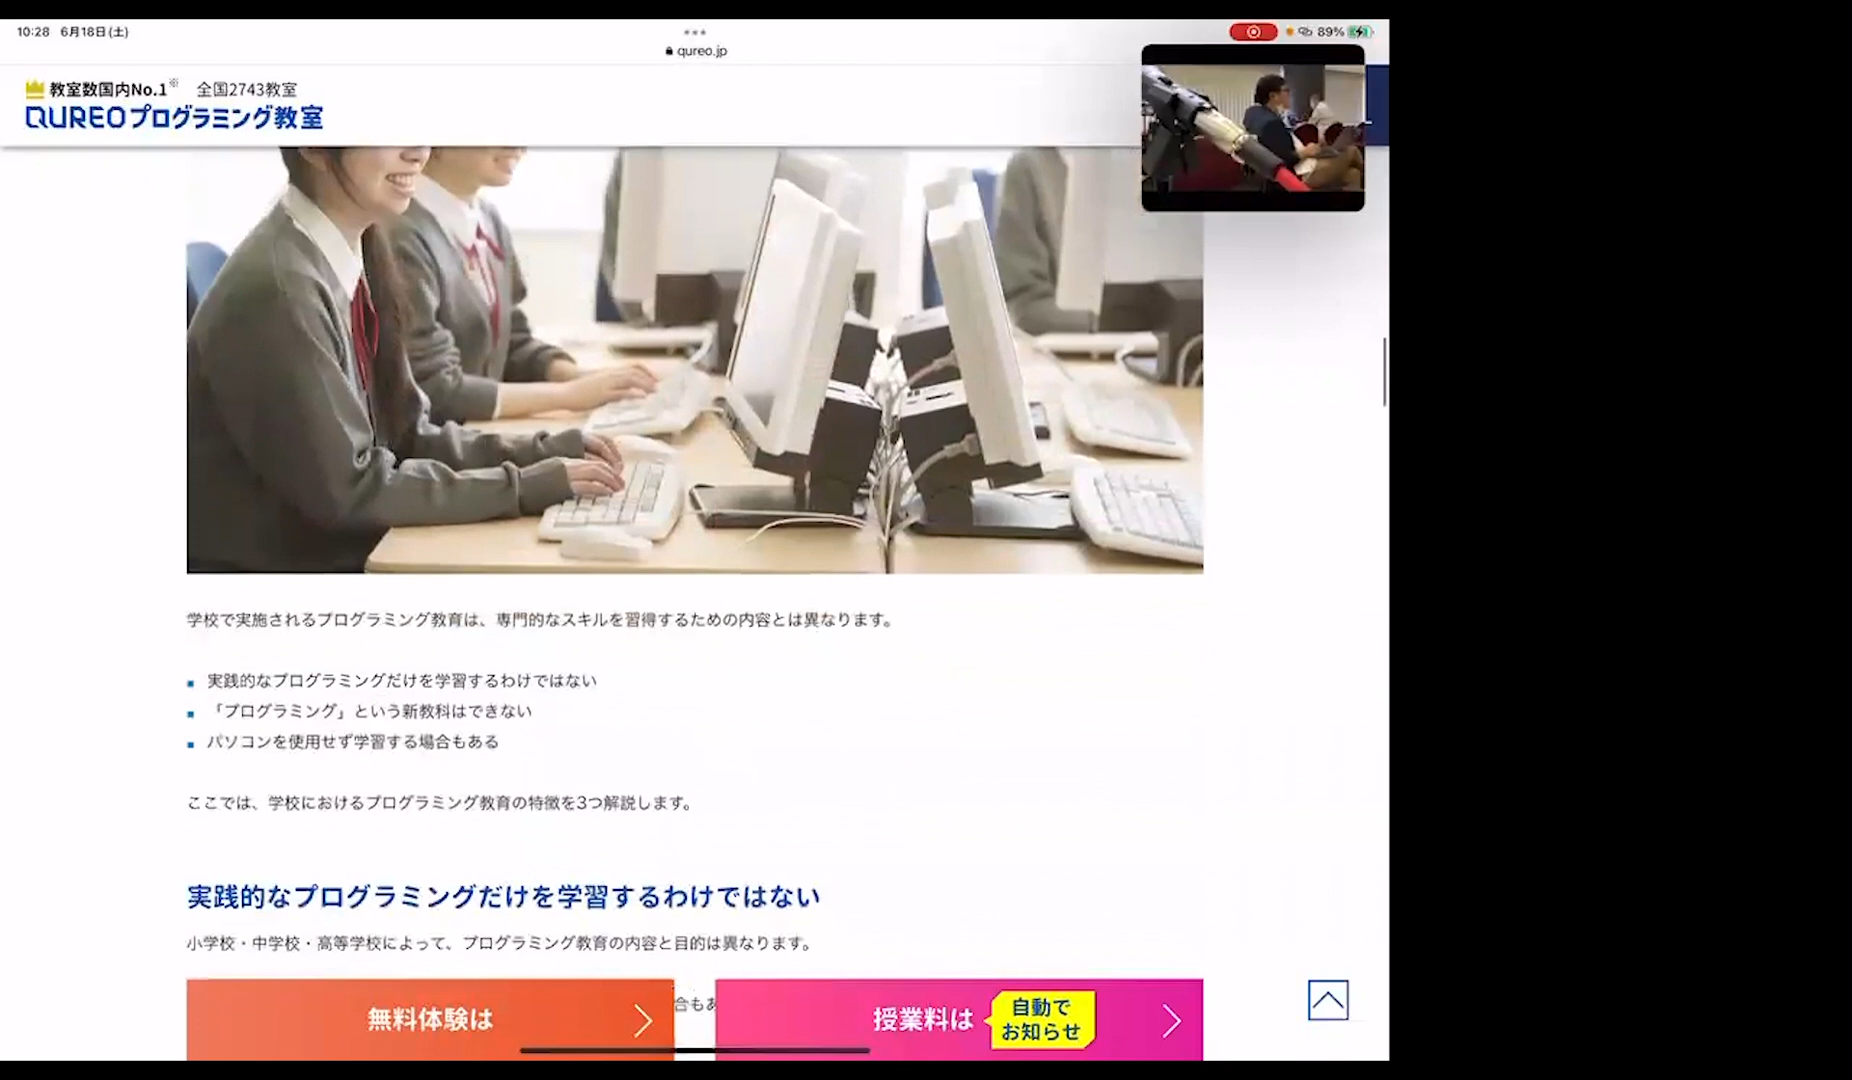 10:28 6月18日(土)
qureo.jp
89%
教室数国内No.1※ 全国2743教室
QUREOプログラミング教室
学校で実施されるプログラミング教育は、専門的なスキルを習得するための内容とは異なります。
実践的なプログラミングだけを学習するわけではない
「プログラミング」という新教科はできない
パソコンを使用せず学習する場合もある
ここでは、学校におけるプログラミング教育の特徴を3つ解説します。
実践的なプログラミングだけを学習するわけではない
小学校・中学校・高等学校によって、プログラミング教育の内容と目的は異なります。
合もあ
無料体験は
授業料は
自動で
お知らせ